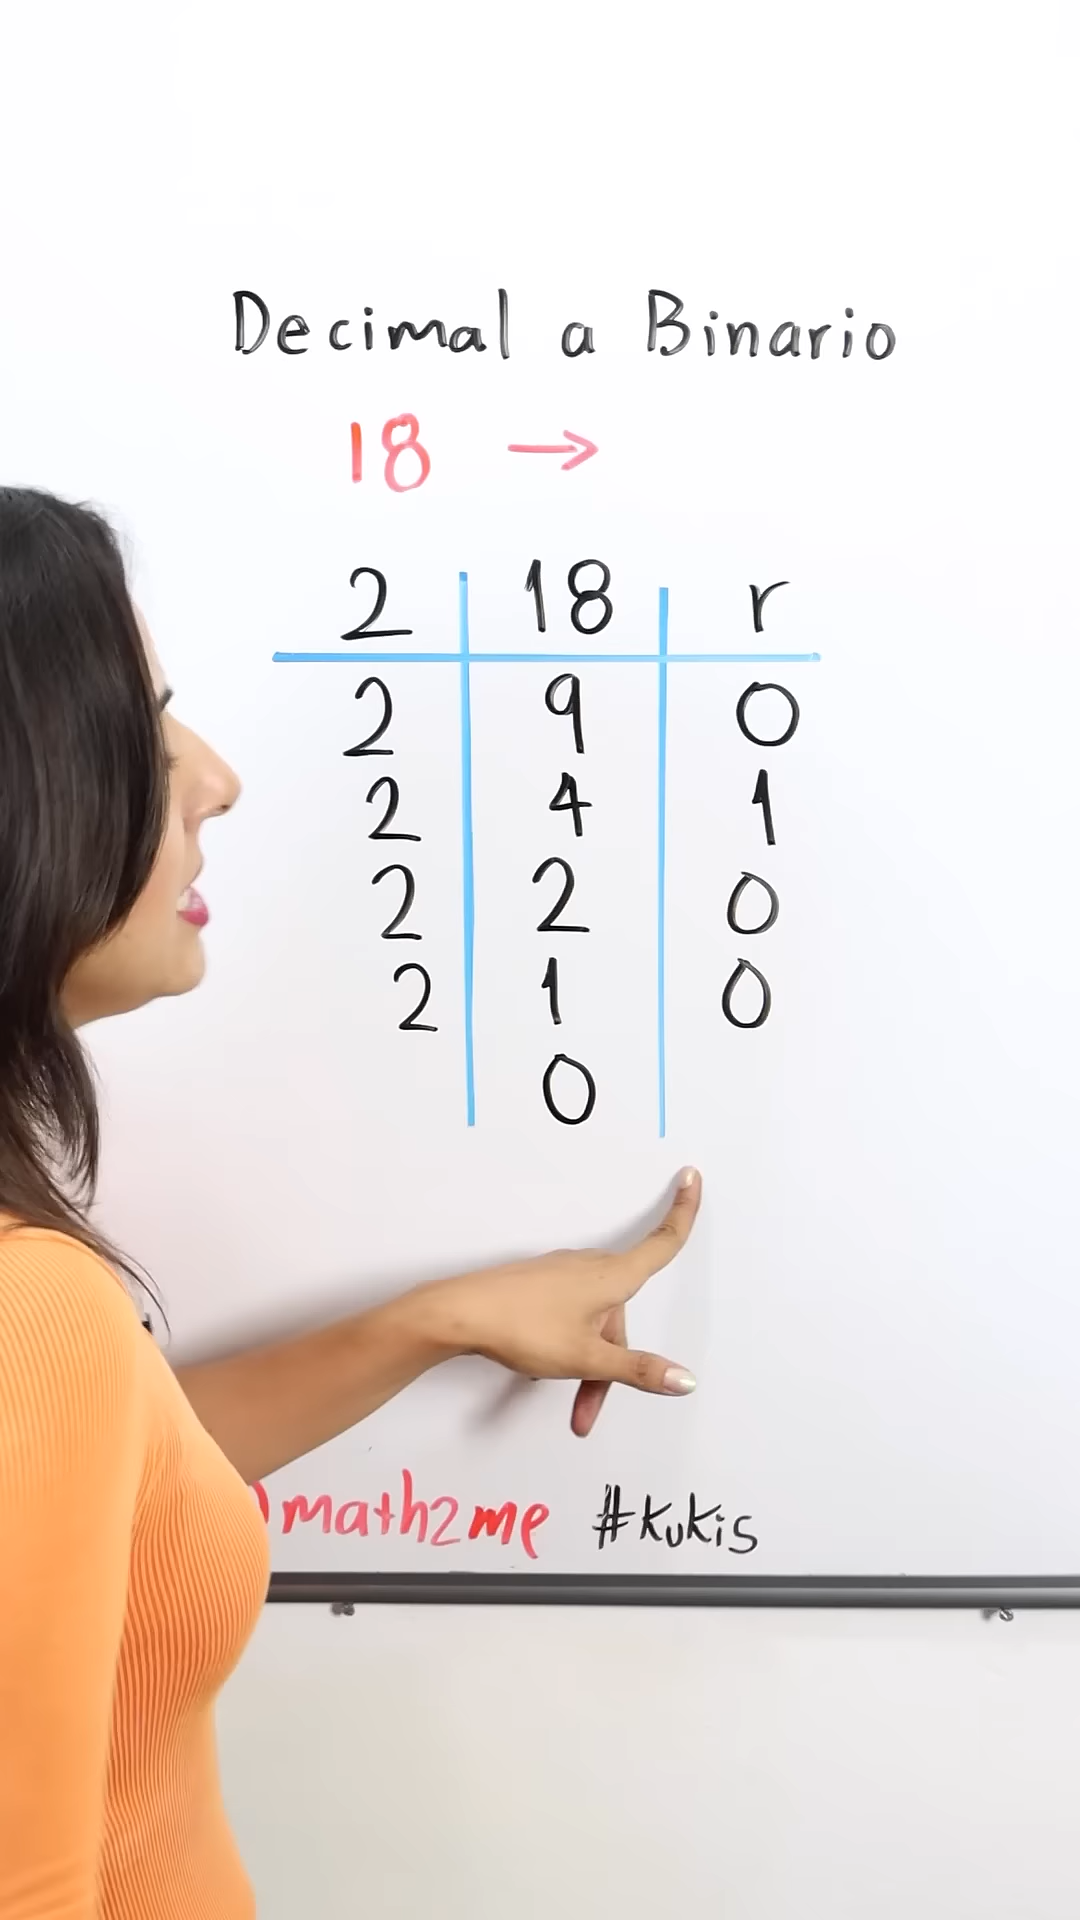 Decimal a Binario
18 →
2 18 r
2 9 0
2 4 1
2 2 0
2 1 0
0
math2me #kukis